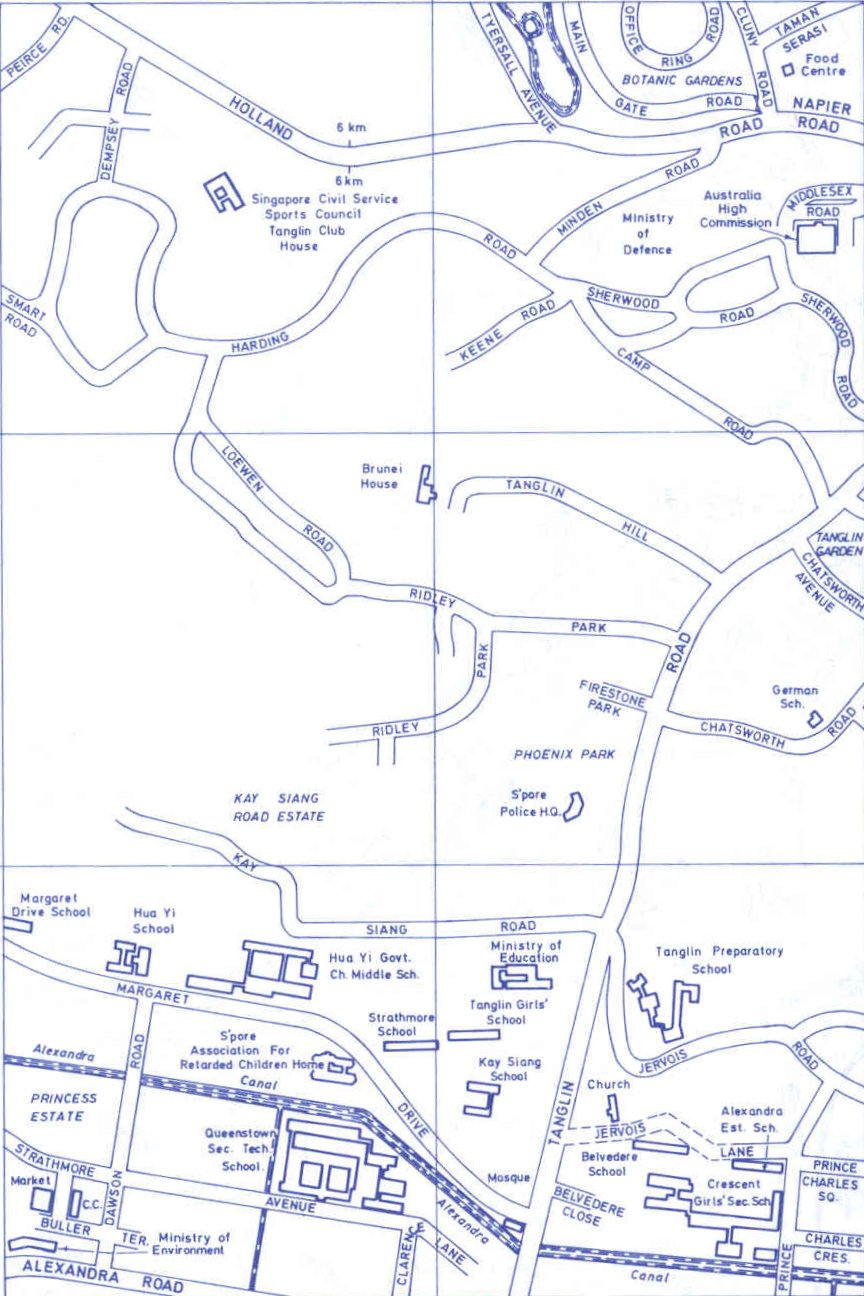 PEIRCE RD.
DEMPSEY
ROAD
HOLLAND
6 km
6 km
TYERSALL
AVENUE
MAIN
GATE
ROAD
OFFICE
RING
ROAD
BOTANIC GARDENS
CLUNY
ROAD
TAMAN
SERASI
Food
Centre
NAPIER
ROAD
ROAD
Singapore Civil Service
Sports Council
Tanglin Club
House
MINDEN
ROAD
Ministry
of
Defence
Australia
High
Commission
MIDDLESEX
ROAD
SMART
ROAD
HARDING
ROAD
KEENE ROAD
SHERWOOD
ROAD
SHERWOOD
ROAD
CAMP
ROAD
LOEWEN
ROAD
Brunei
House
TANGLIN
HILL
TANGLIN
GARDEN
CHATSWORTH
AVENUE
RIDLEY
PARK
PARK
RIDLEY
ROAD
FIRESTONE
PARK
German
Sch.
CHATSWORTH
ROAD
PHOENIX PARK
S'pore
Police H.Q.
KAY SIANG
ROAD ESTATE
KAY
SIANG
ROAD
Margaret
Drive School
Hua Yi
School
Hua Yi Govt.
Ch. Middle Sch.
Ministry of
Education
Tanglin Preparatory
School
MARGARET
DRIVE
Strathmore
School
Tanglin Girls'
School
S'pore
Association For
Retarded Children Home
Kay Siang
School
Alexandra
Canal
ROAD
JERVOIS
ROAD
PRINCESS
ESTATE
Queenstown
Sec. Tech.
School.
TANGLIN
Church
JERVOIS
LANE
Alexandra
Est. Sch.
Belvedere
School
PRINCE
CHARLES
SQ.
STRATHMORE
AVENUE
Market
C.C.
DAWSON
Mosque
BELVEDERE
CLOSE
Crescent
Girls' Sec. Sch
BULLER
TER.
Ministry of
Environment
CLARENCE
LANE
Alexandra
Canal
PRINCE
CHARLES
CRES.
ALEXANDRA ROAD